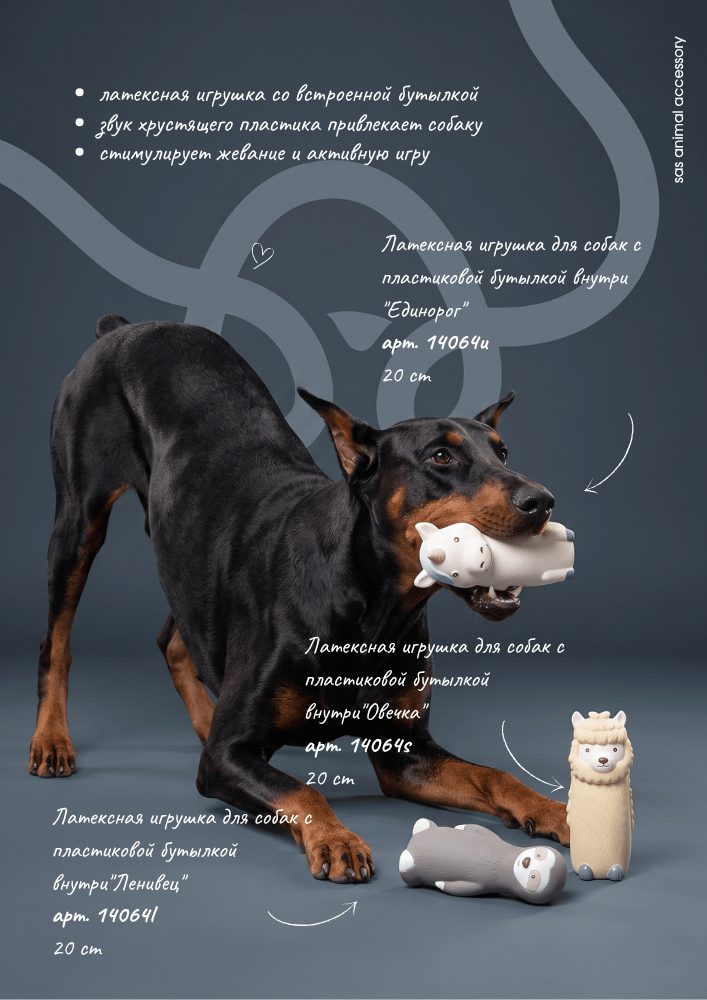 sas animal accessory
• латексная игрушка со встроенной бутылкой
• звук хрустящего пластика привлекает собаку
• стимулирует жевание и активную игру
Латексная игрушка для собак с
пластиковой бутылкой внутри
"Единорог"
арт. 14064u
20 cm
Латексная игрушка для собак с
пластиковой бутылкой
внутри"Овечка"
арт. 14064s
20 cm
Латексная игрушка для собак с
пластиковой бутылкой
внутри"Ленивец"
арт. 14064l
20 cm